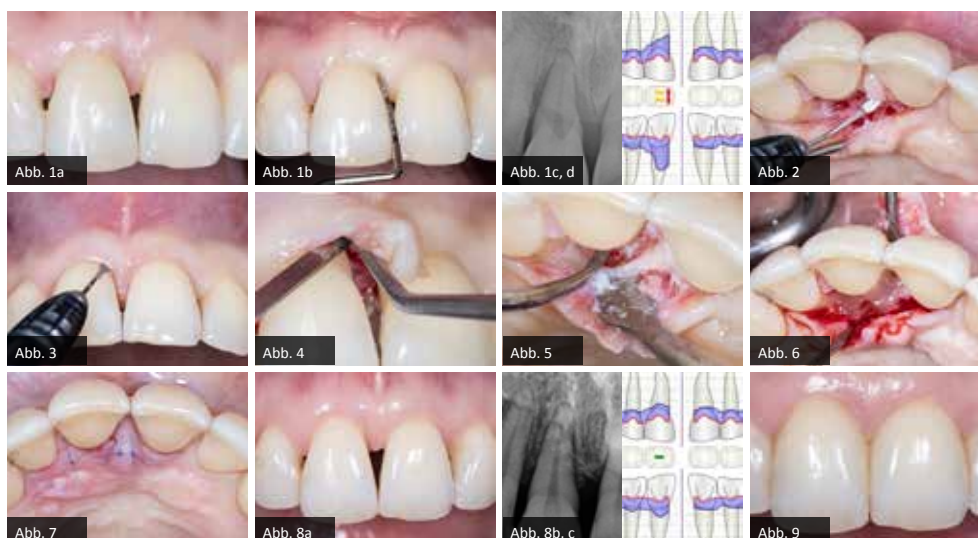 Abb. 1a
Abb. 1b
Abb. 1c, d
Abb. 2
Abb. 3
Abb. 4
Abb. 5
Abb. 6
Abb. 7
Abb. 8a
Abb. 8b, c
Abb. 9